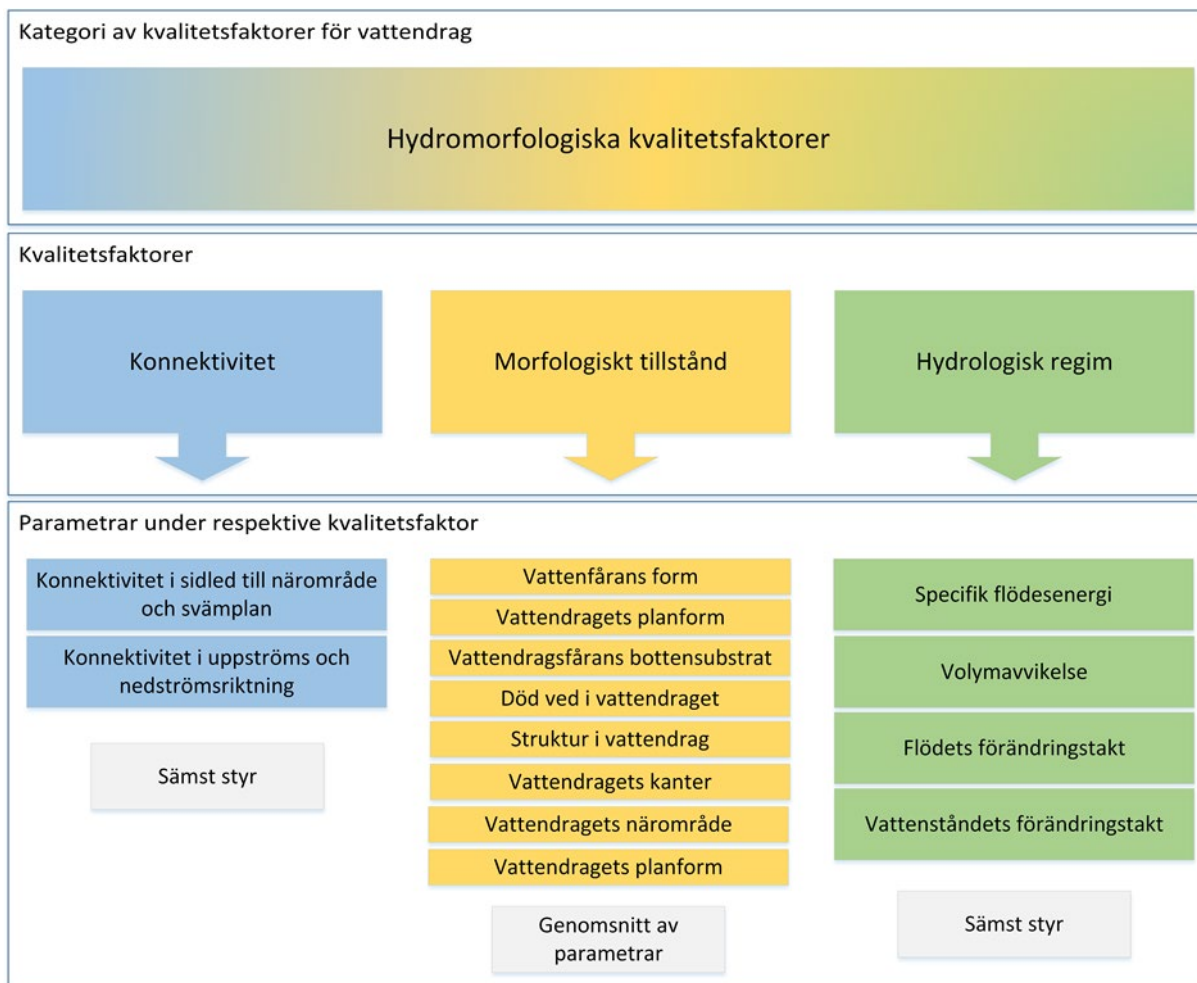 Kategori av kvalitetsfaktorer för vattendrag
Hydromorfologiska kvalitetsfaktorer
Kvalitetsfaktorer
Konnektivitet
Morfologiskt tillstånd
Hydrologisk regim
Parametrar under respektive kvalitetsfaktor
Konnektivitet i sidled till närområde
och svämplan
Konnektivitet i uppströms och
nedströmsriktning
Sämst styr
Vattenfårans form
Vattendragets planform
Vattendragsfårans bottensubstrat
Död ved i vattendraget
Struktur i vattendrag
Vattendragets kanter
Vattendragets närområde
Vattendragets planform
Genomsnitt av
parametrar
Specifik flödesenergi
Volymavvikelse
Flödets förändringstakt
Vattenståndets förändringstakt
Sämst styr